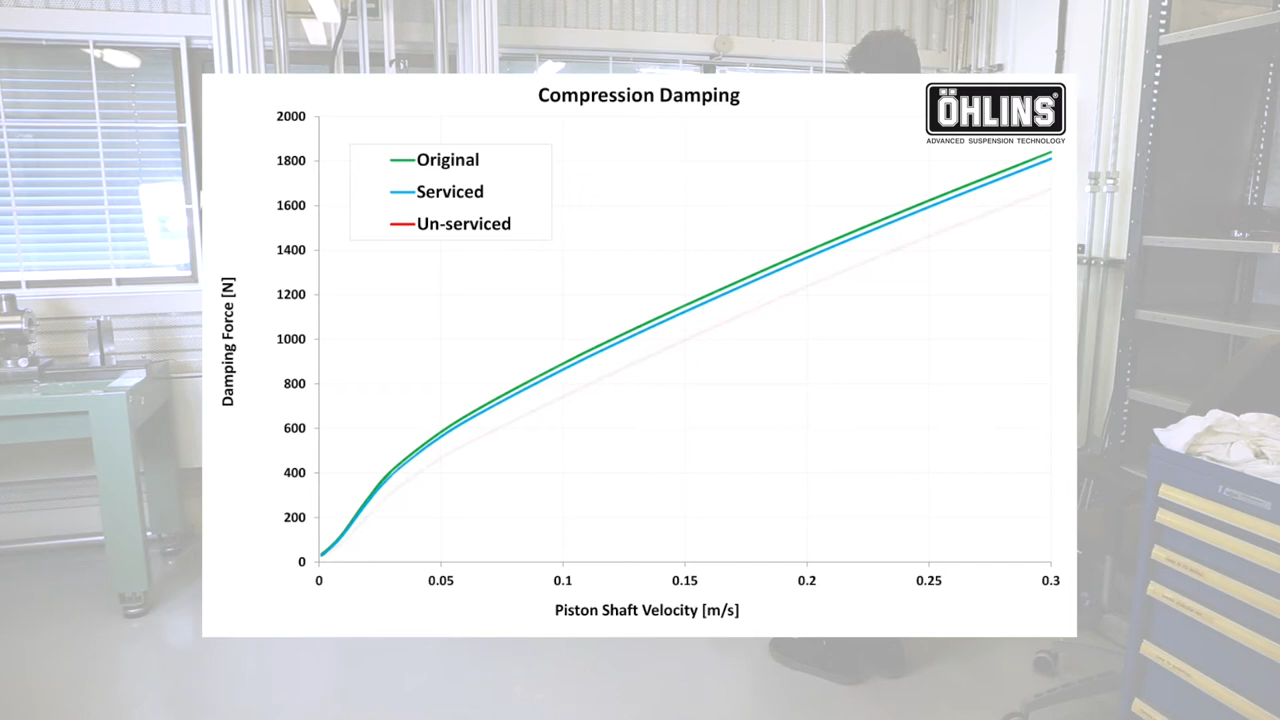 Compression Damping
ÖHLINS®
ADVANCED SUSPENSION TECHNOLOGY
2000
1800
1600
1400
1200
1000
800
600
400
200
0
Original
Serviced
Un-serviced
Damping Force [N]
0
0.05
0.1
0.15
0.2
0.25
0.3
Piston Shaft Velocity [m/s]